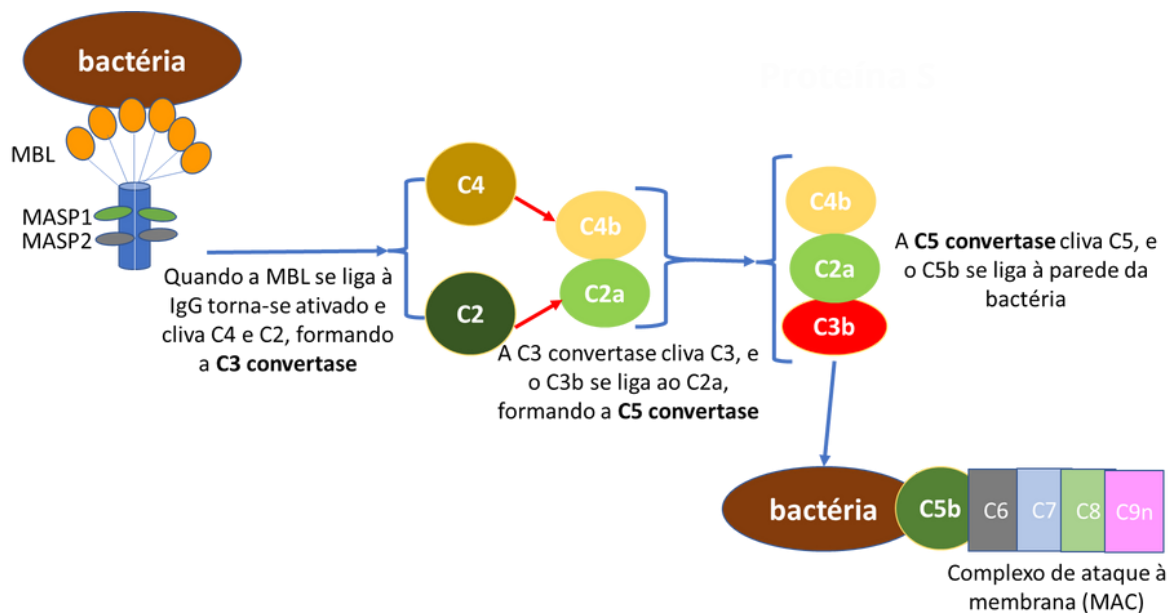 bactéria
Proteína S
MBL
MASP1
MASP2
Quando a MBL se liga à
IgG torna-se ativado e
cliva C4 e C2, formando
a C3 convertase
C4
C2
C4b
C2a
A C3 convertase cliva C3, e
o C3b se liga ao C2a,
formando a C5 convertase
C4b
C2a
C3b
A C5 convertase cliva C5, e
o C5b se liga à parede da
bactéria
bactéria
C5b
C6
C7
C8
C9n
Complexo de ataque à
membrana (MAC)